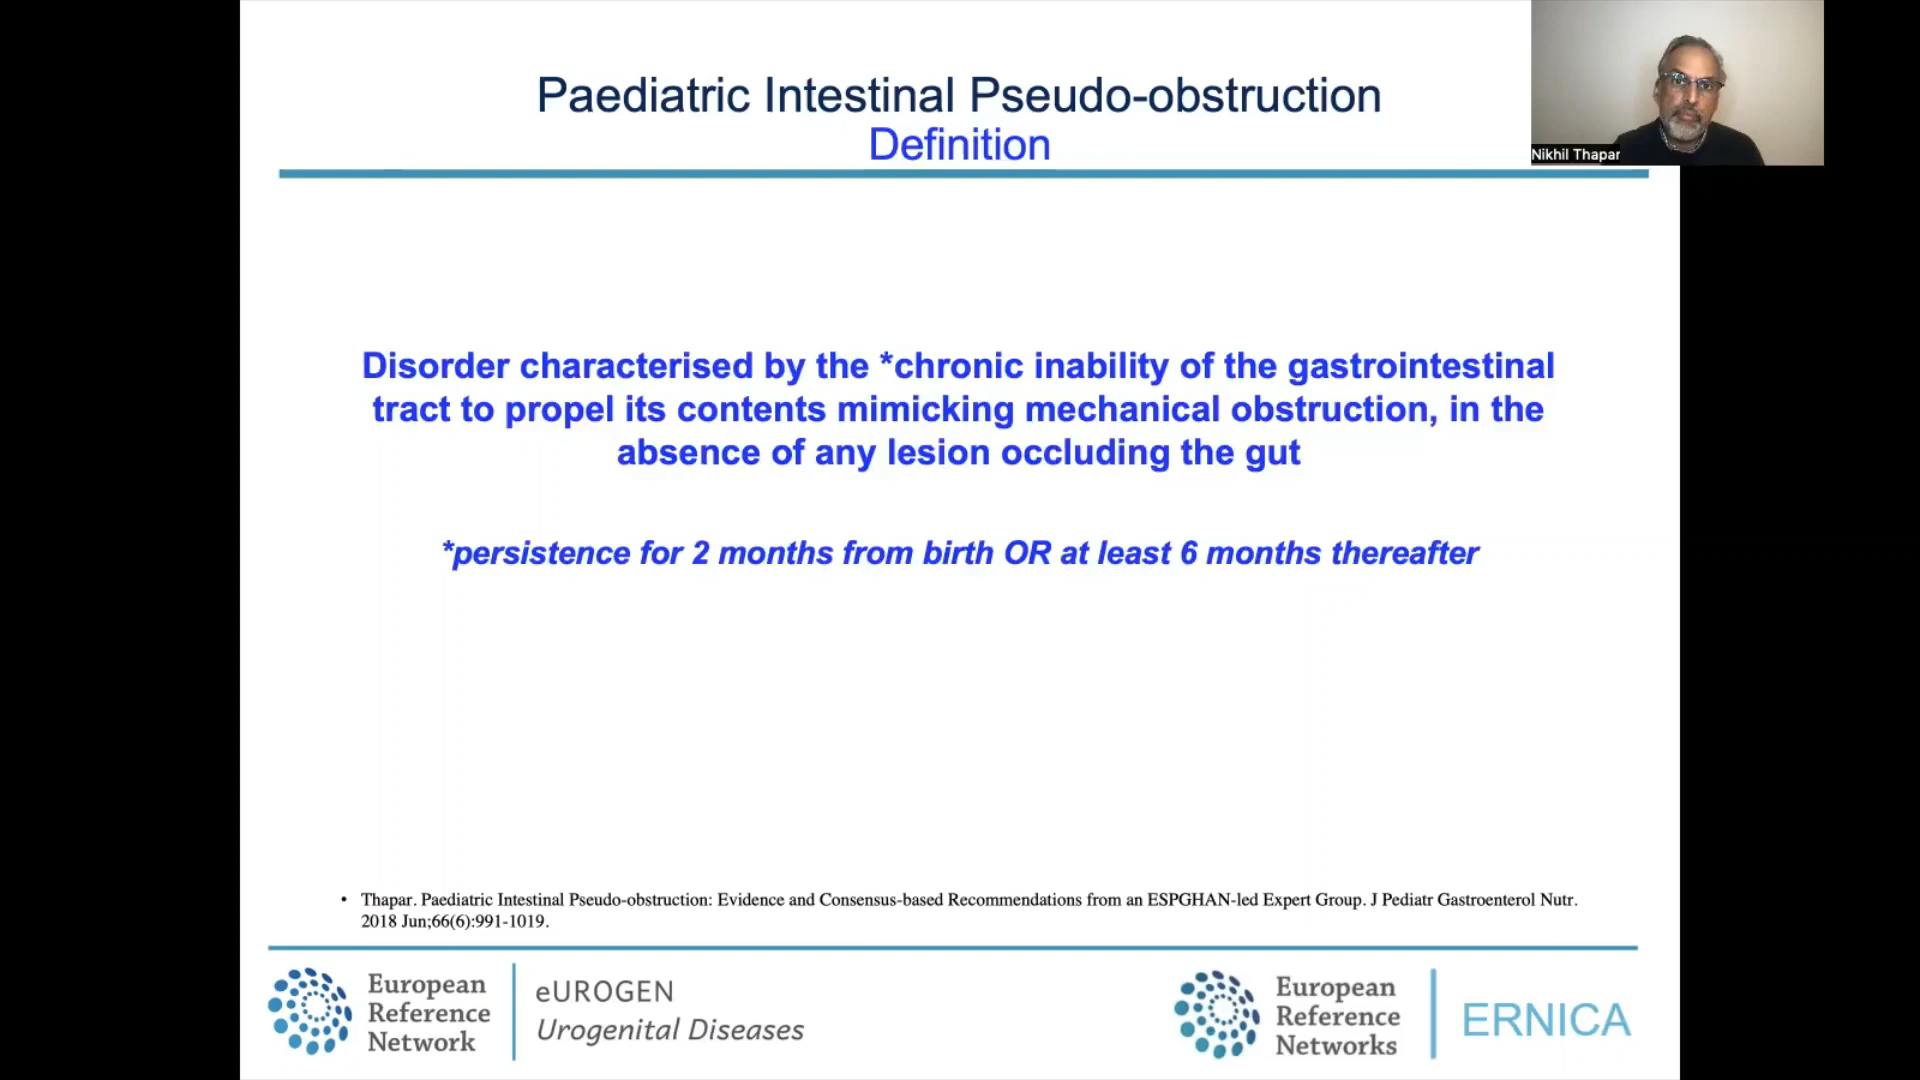 Paediatric Intestinal Pseudo-obstruction
Definition
Nikhil Thapar
Disorder characterised by the *chronic inability of the gastrointestinal
tract to propel its contents mimicking mechanical obstruction, in the
absence of any lesion occluding the gut
*persistence for 2 months from birth OR at least 6 months thereafter
• Thapar. Paediatric Intestinal Pseudo-obstruction: Evidence and Consensus-based Recommendations from an ESPGHAN-led Expert Group. J Pediatr Gastroenterol Nutr.
2018 Jun;66(6):991-1019.
European
Reference
Network
eUROGEN
Urogenital Diseases
European
Reference
Networks
ERNICA